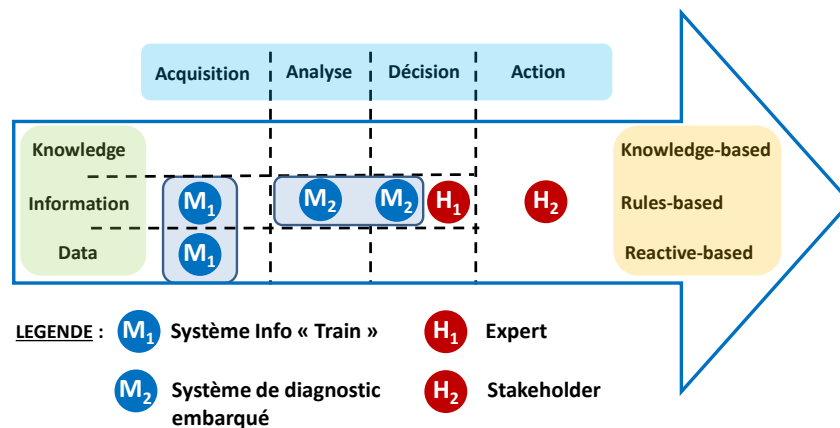 Acquisition Analyse Décision Action
Knowledge Knowledge-based
Information M1 M2 M2 H1 H2 Rules-based
Data M1 Reactive-based
LEGENDE : M1 Système Info « Train » H1 Expert
M2 Système de diagnostic embarqué H2 Stakeholder